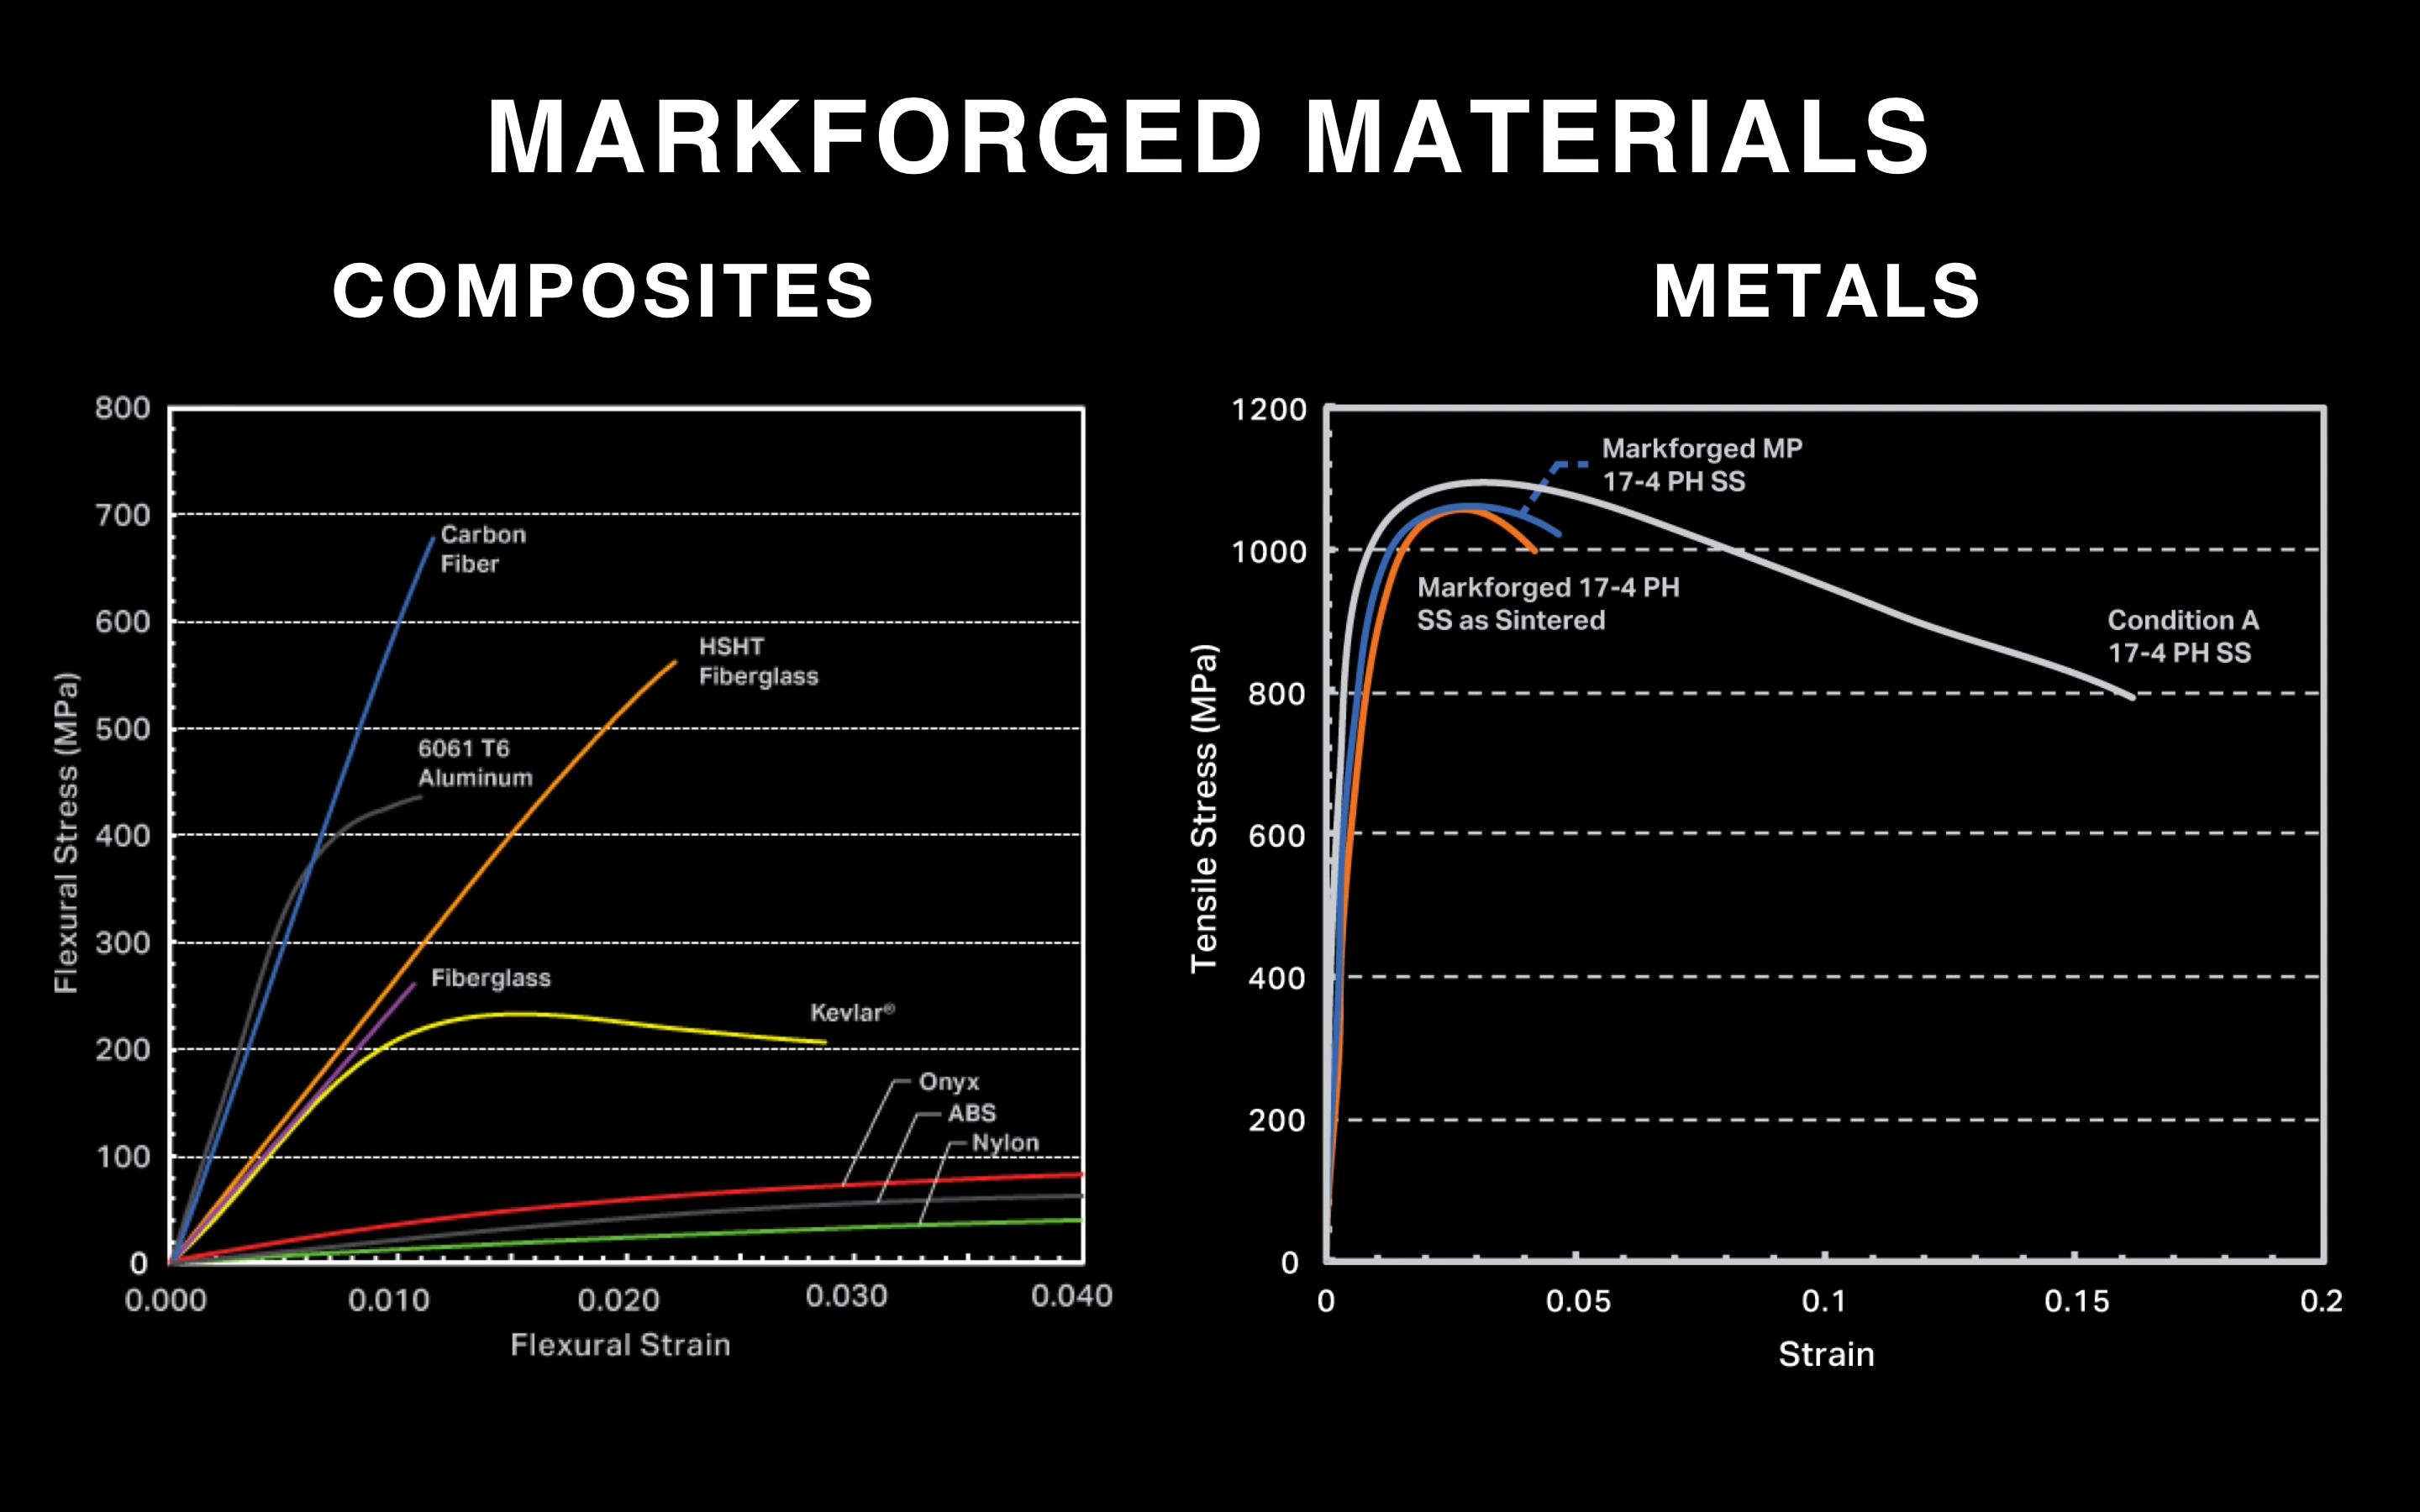 MARKFORGED MATERIALS
COMPOSITES
METALS
800
700
600
500
400
300
200
100
0
Flexural Stress (MPa)
Carbon
Fiber
HSHT
Fiberglass
6061 T6
Aluminum
Fiberglass
Kevlar®
Onyx
ABS
Nylon
0.000
0.010
0.020
0.030
0.040
Flexural Strain
1200
1000
800
600
400
200
0
Tensile Stress (MPa)
Markforged MP
17-4 PH SS
Markforged 17-4 PH
SS as Sintered
Condition A
17-4 PH SS
0
0.05
0.1
0.15
0.2
Strain